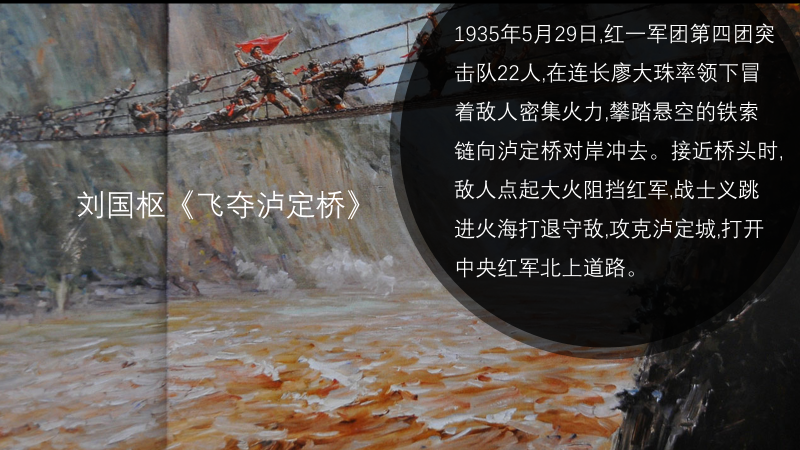 刘国枢《飞夺泸定桥》
1935年5月29日,红一军团第四团突
击队22人,在连长廖大珠率领下冒
着敌人密集火力,攀踏悬空的铁索
链向泸定桥对岸冲去。接近桥头时,
敌人点起大火阻挡红军,战士义跳
进火海打退守敌,攻克泸定城,打开
中央红军北上道路。